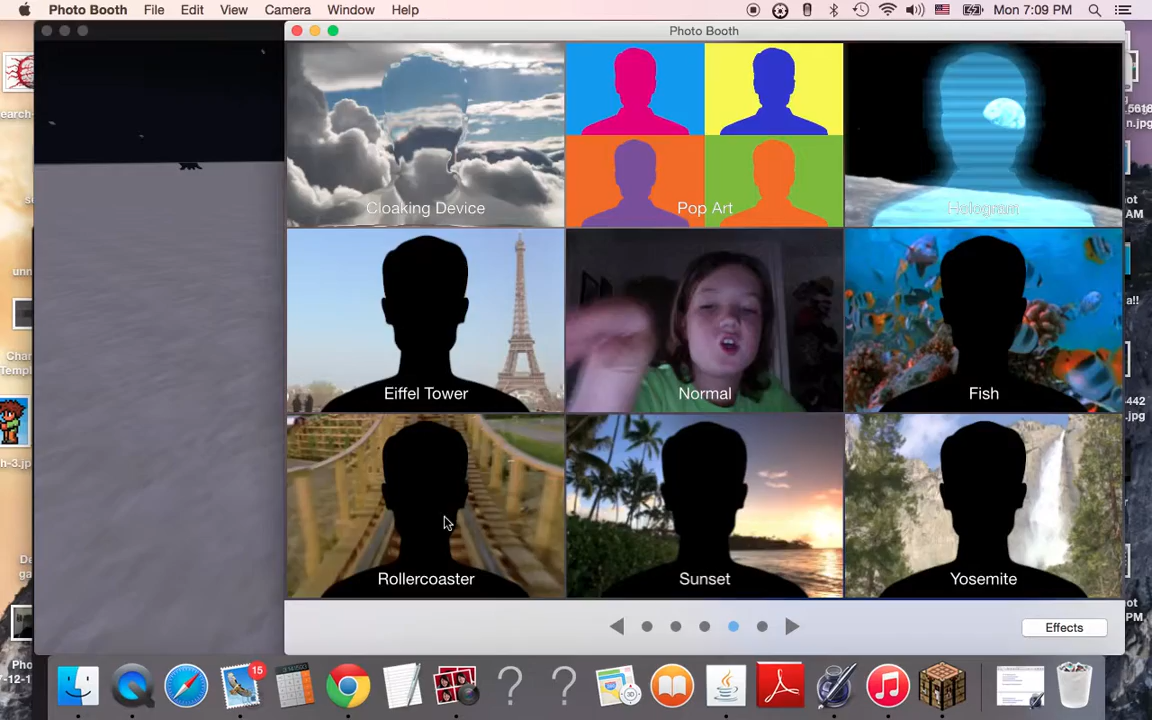 Photo Booth File Edit View Camera Window Help Mon 7:09 PM
Photo Booth
Cloaking Device
Pop Art
Hologram
Eiffel Tower
Normal
Fish
Rollercoaster
Sunset
Yosemite
Effects
15